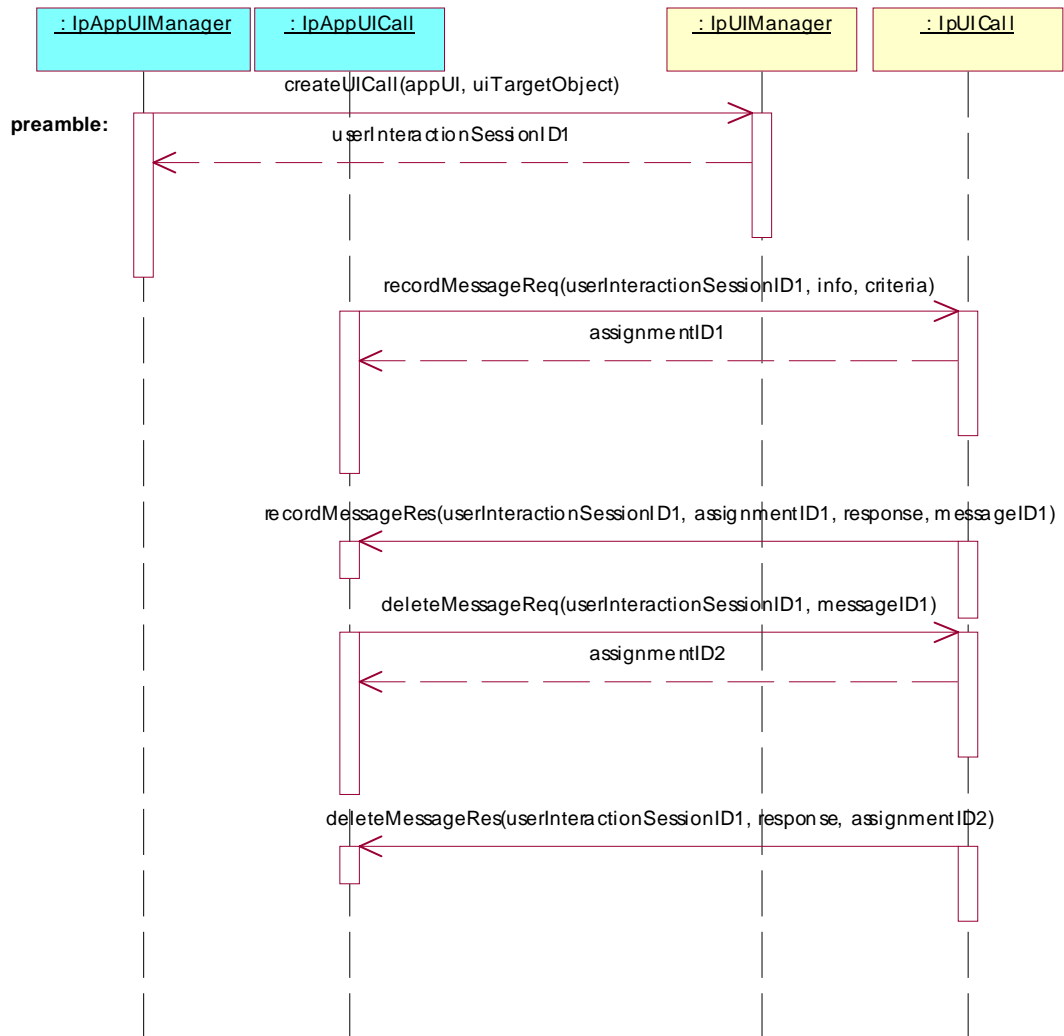 : IpAppUIManager
: IpAppUICall
: IpUIManager
: IpUICall
createUICall(appUI, uiTargetObject)
preamble:
userInteractionSessionID1
recordMessageReq(userInteractionSessionID1, info, criteria)
assignmentID1
recordMessageRes(userInteractionSessionID1, assignmentID1, response, messageID1)
deleteMessageReq(userInteractionSessionID1, messageID1)
assignmentID2
deleteMessageRes(userInteractionSessionID1, response, assignmentID2)